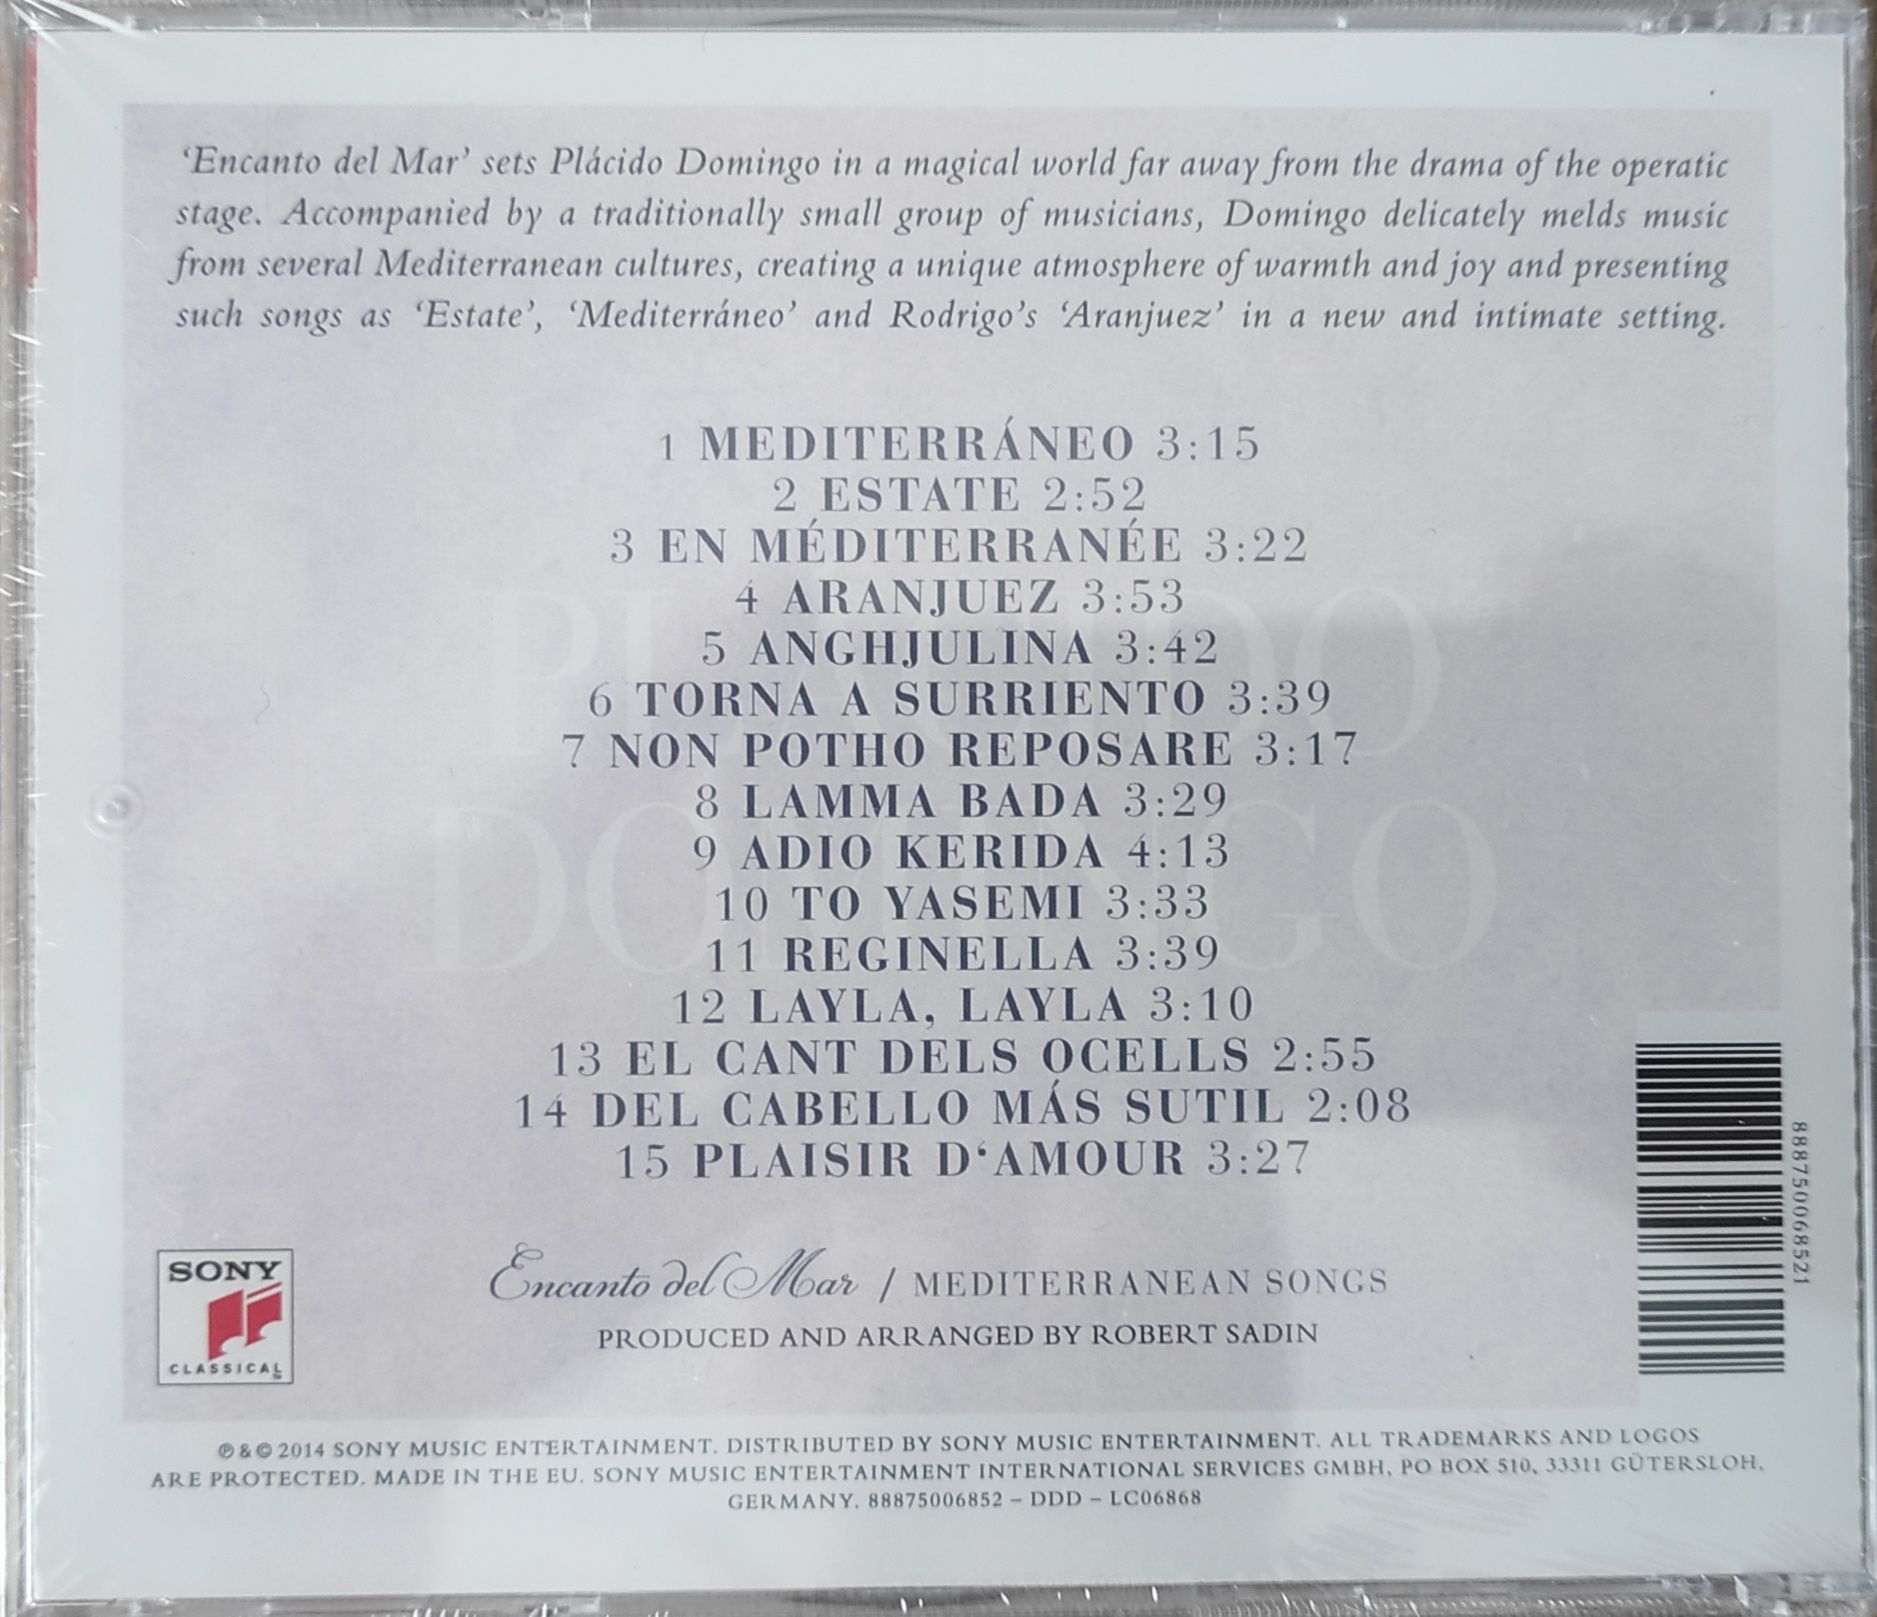 ‘Encanto del Mar’ sets Plácido Domingo in a magical world far away from the drama of the operatic
stage. Accompanied by a traditionally small group of musicians, Domingo delicately melds music
from several Mediterranean cultures, creating a unique atmosphere of warmth and joy and presenting
such songs as ‘Estate’, ‘Mediterráneo’ and Rodrigo’s ‘Aranjuez’ in a new and intimate setting.
PLÁCIDO
DOMINGO
1 MEDITERRÁNEO 3:15
2 ESTATE 2:52
3 EN MÉDITERRANÉE 3:22
4 ARANJUEZ 3:53
5 ANGHJULINA 3:42
6 TORNA A SURRIENTO 3:39
7 NON POTHO REPOSARE 3:17
8 LAMMA BADA 3:29
9 ADIO KERIDA 4:13
10 TO YASEMI 3:33
11 REGINELLA 3:39
12 LAYLA, LAYLA 3:10
13 EL CANT DELS OCELLS 2:55
14 DEL CABELLO MÁS SUTIL 2:08
15 PLAISIR D‘AMOUR 3:27
888750068521
SONY
CLASSICAL
Encanto del Mar / MEDITERRANEAN SONGS
PRODUCED AND ARRANGED BY ROBERT SADIN
℗ & © 2014 SONY MUSIC ENTERTAINMENT. DISTRIBUTED BY SONY MUSIC ENTERTAINMENT. ALL TRADEMARKS AND LOGOS
ARE PROTECTED. MADE IN THE EU. SONY MUSIC ENTERTAINMENT INTERNATIONAL SERVICES GMBH, PO BOX 510, 33311 GÜTERSLOH,
GERMANY. 88875006852 – DDD – LC06868